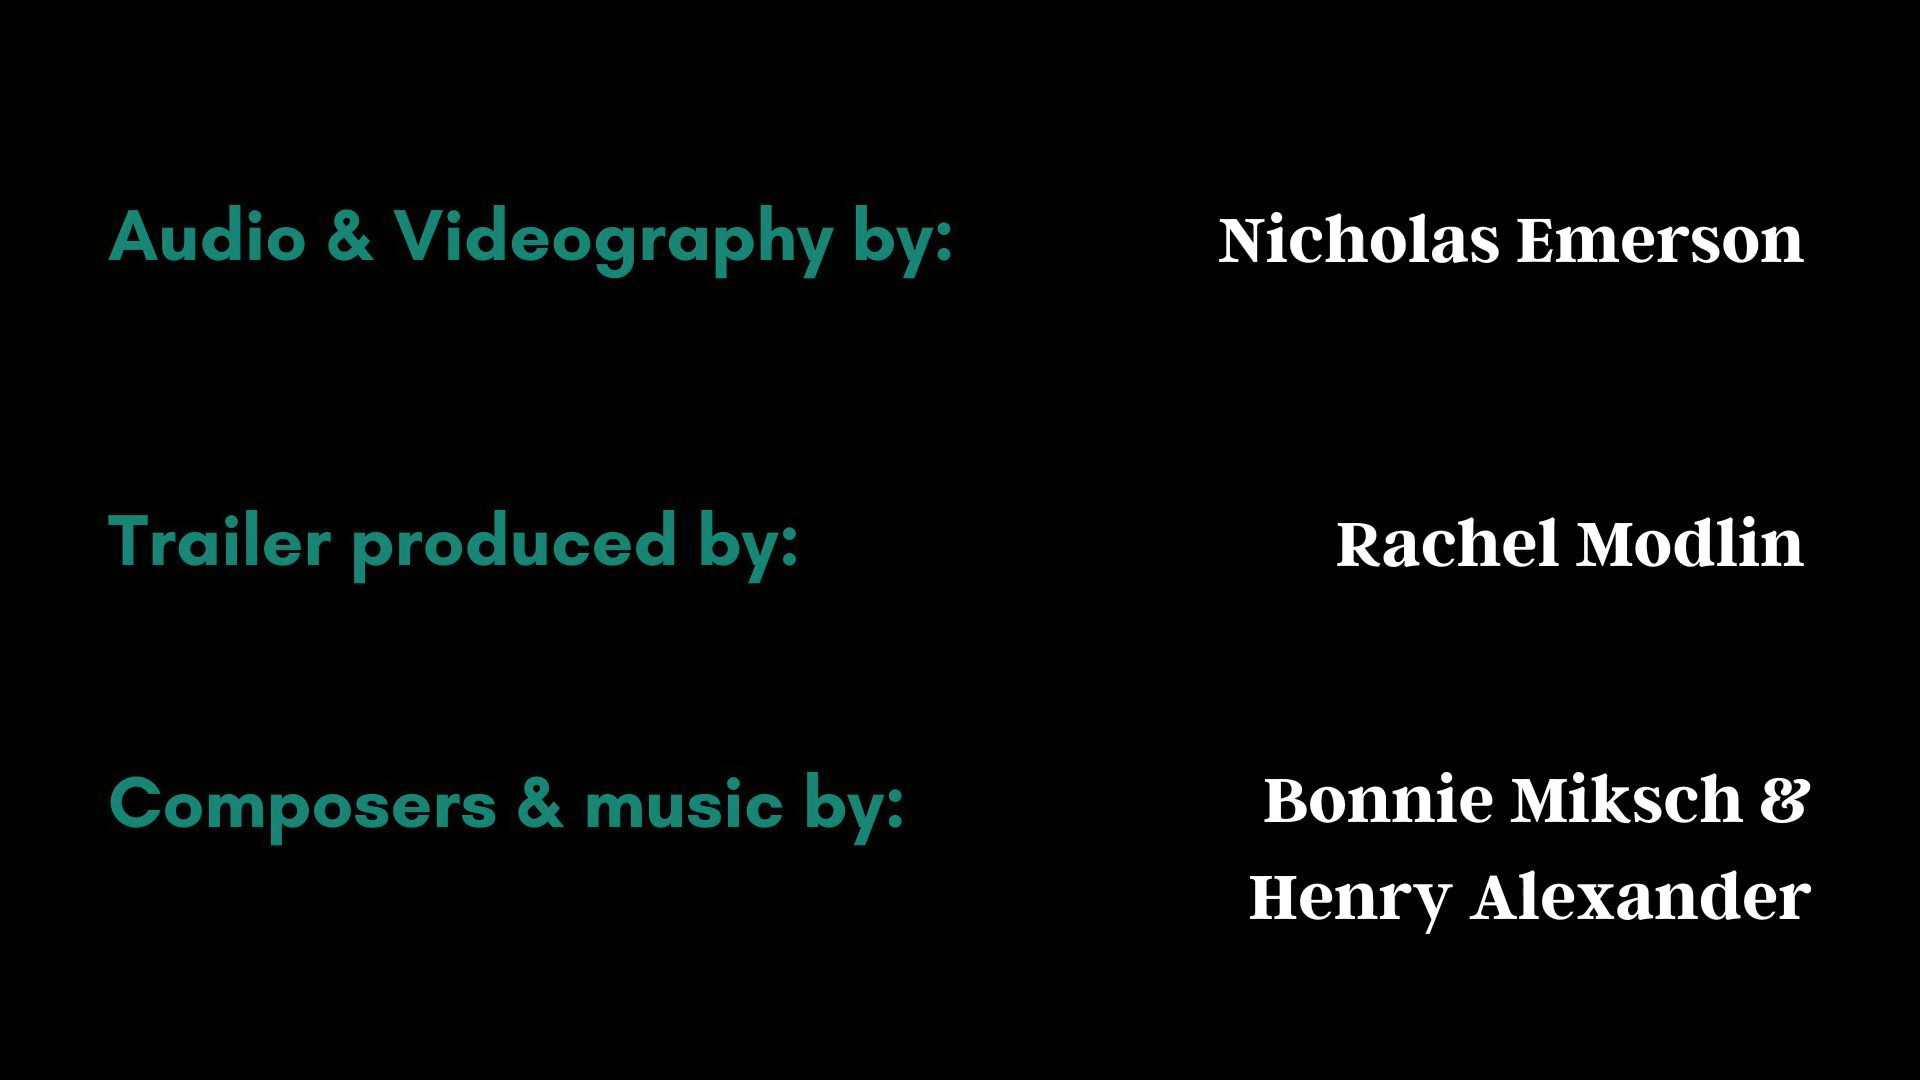 Audio & Videography by: Nicholas Emerson
Trailer produced by: Rachel Modlin
Composers & music by: Bonnie Miksch &
Henry Alexander